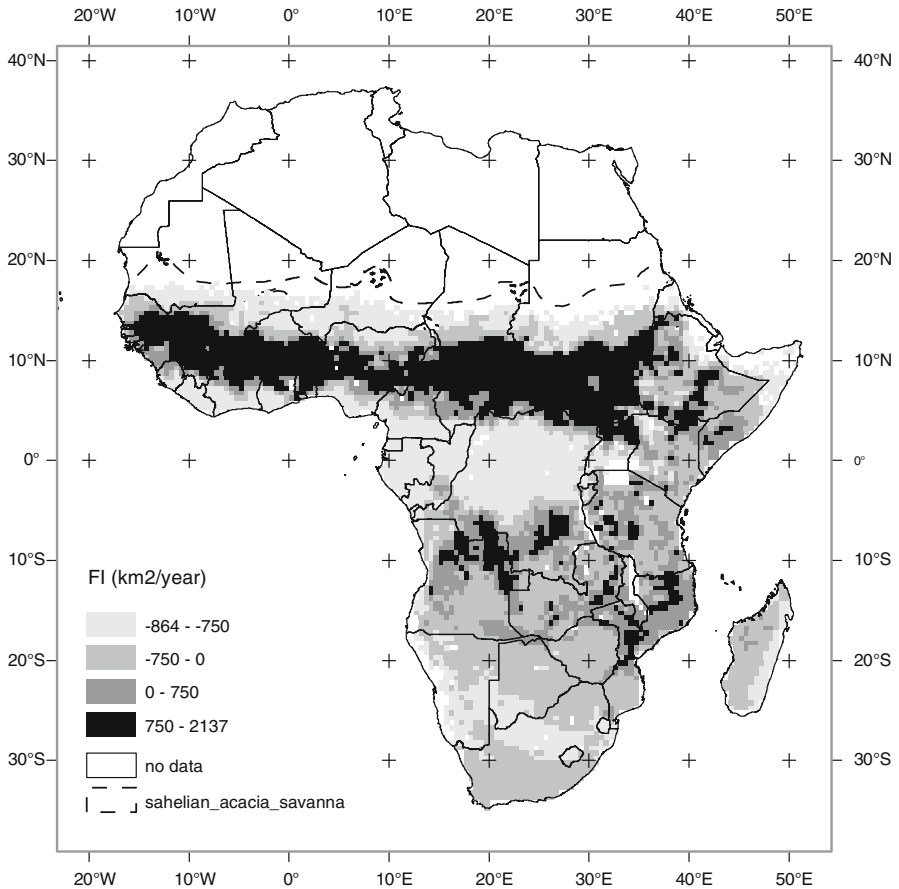 20°W 10°W 0° 10°E 20°E 30°E 40°E 50°E
40°N 40°N
30°N 30°N
20°N 20°N
10°N 10°N
0° 0°
10°S 10°S
FI (km2/year)
-864 - -750
-750 - 0
20°S 20°S
0 - 750
750 - 2137
30°S 30°S
no data
sahelian_acacia_savanna
20°W 10°W 0° 10°E 20°E 30°E 40°E 50°E